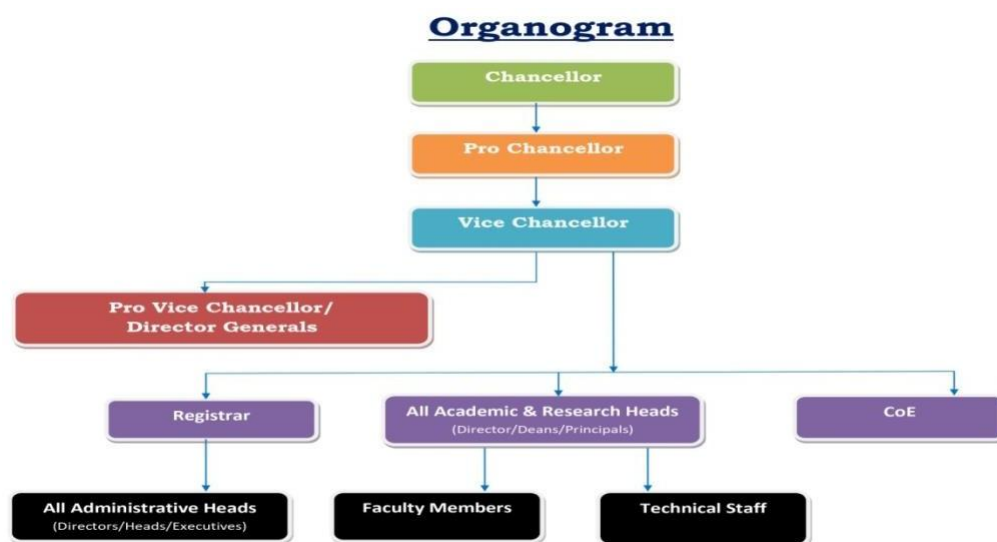 Organogram
Chancellor
Pro Chancellor
Vice Chancellor
Pro Vice Chancellor/
Director Generals
Registrar
All Academic & Research Heads
(Director/Deans/Principals)
CoE
All Administrative Heads
(Directors/Heads/Executives)
Faculty Members
Technical Staff